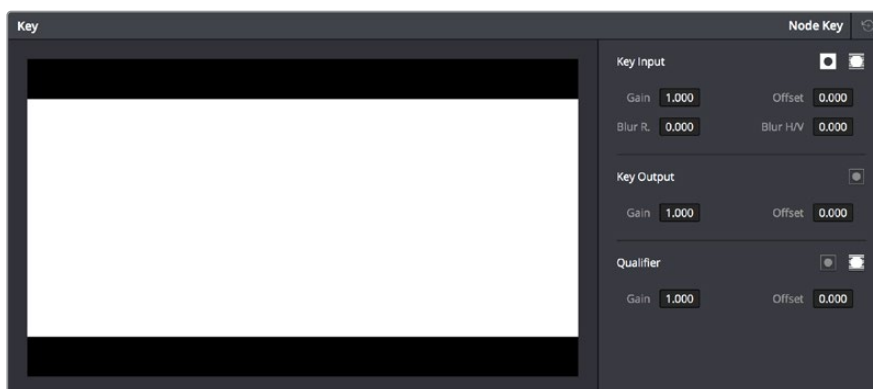 Key Node Key
Key Input
Gain 1.000 Offset 0.000
Blur R. 0.000 Blur H/V 0.000
Key Output
Gain 1.000 Offset 0.000
Qualifier
Gain 1.000 Offset 0.000